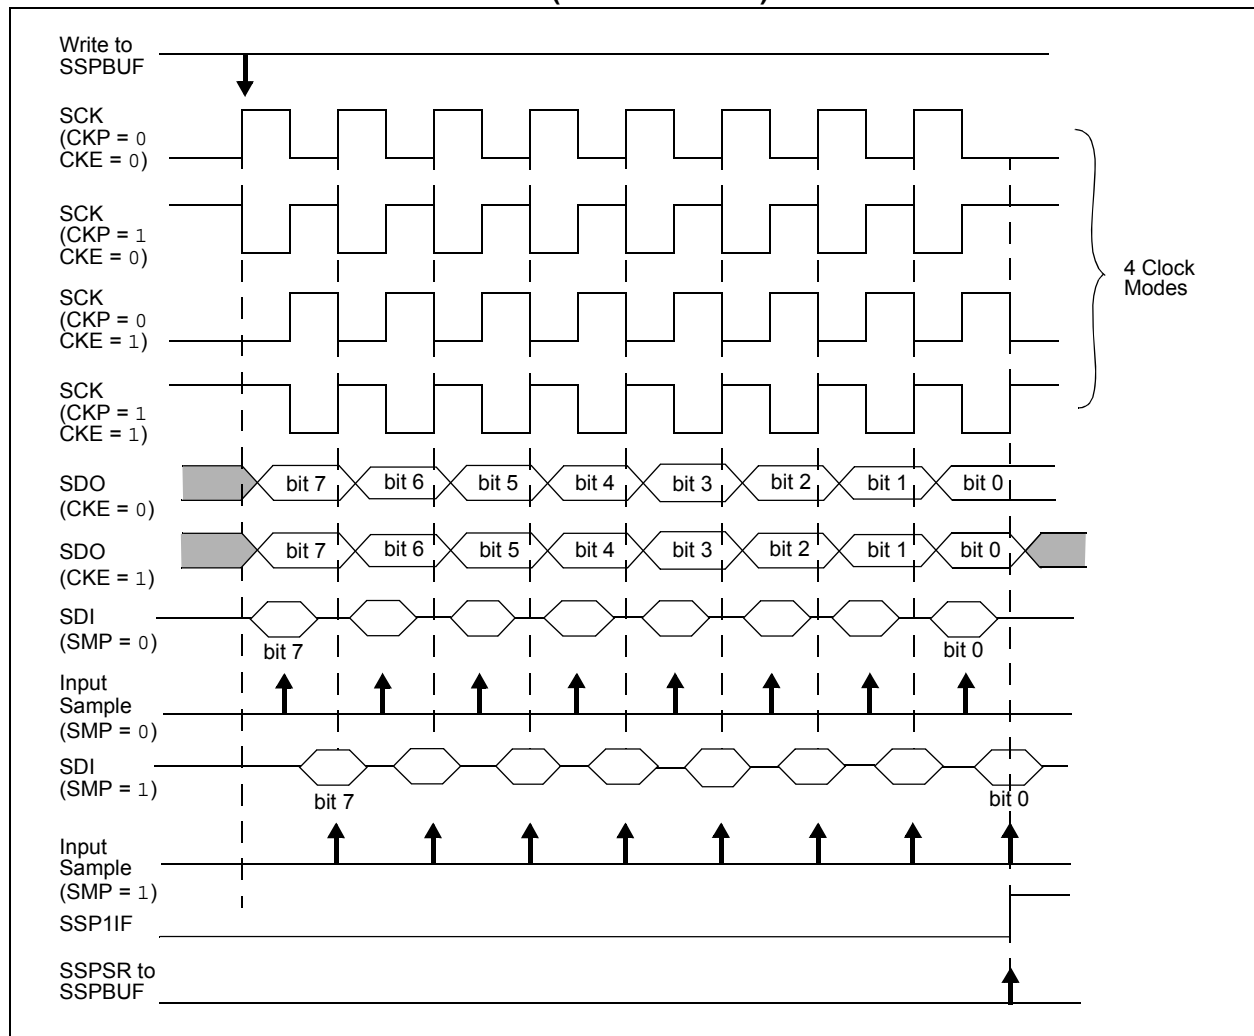 Write to
SSPBUF
SCK
(CKP = 0
CKE = 0)
SCK
(CKP = 1
CKE = 0)
SCK
(CKP = 0
CKE = 1)
SCK
(CKP = 1
CKE = 1)
4 Clock
Modes
SDO
(CKE = 0)
bit 7 bit 6 bit 5 bit 4 bit 3 bit 2 bit 1 bit 0
SDO
(CKE = 1)
bit 7 bit 6 bit 5 bit 4 bit 3 bit 2 bit 1 bit 0
SDI
(SMP = 0)
bit 7 bit 0
Input
Sample
(SMP = 0)
SDI
(SMP = 1)
bit 7 bit 0
Input
Sample
(SMP = 1)
SSP1IF
SSPSR to
SSPBUF